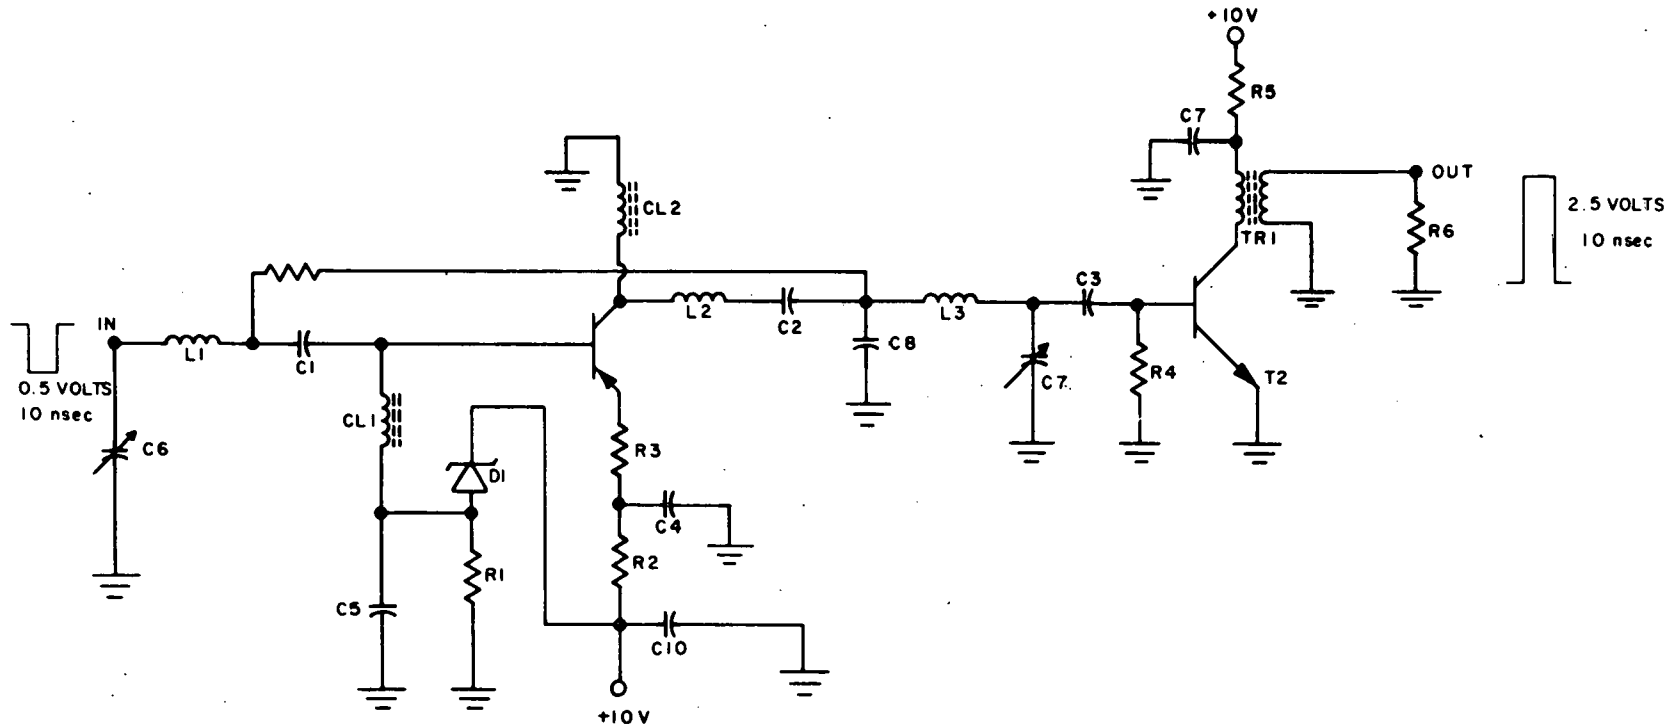 +10V
R5
C7
OUT
CL2
2.5 VOLTS
10 nsec
R6
TR1
C3
IN
L1
C1
L2
C2
L3
C8
C7
R4
T2
0.5 VOLTS
10 nsec
CL1
C6
R3
D1
C4
R2
R1
C5
C10
+10V